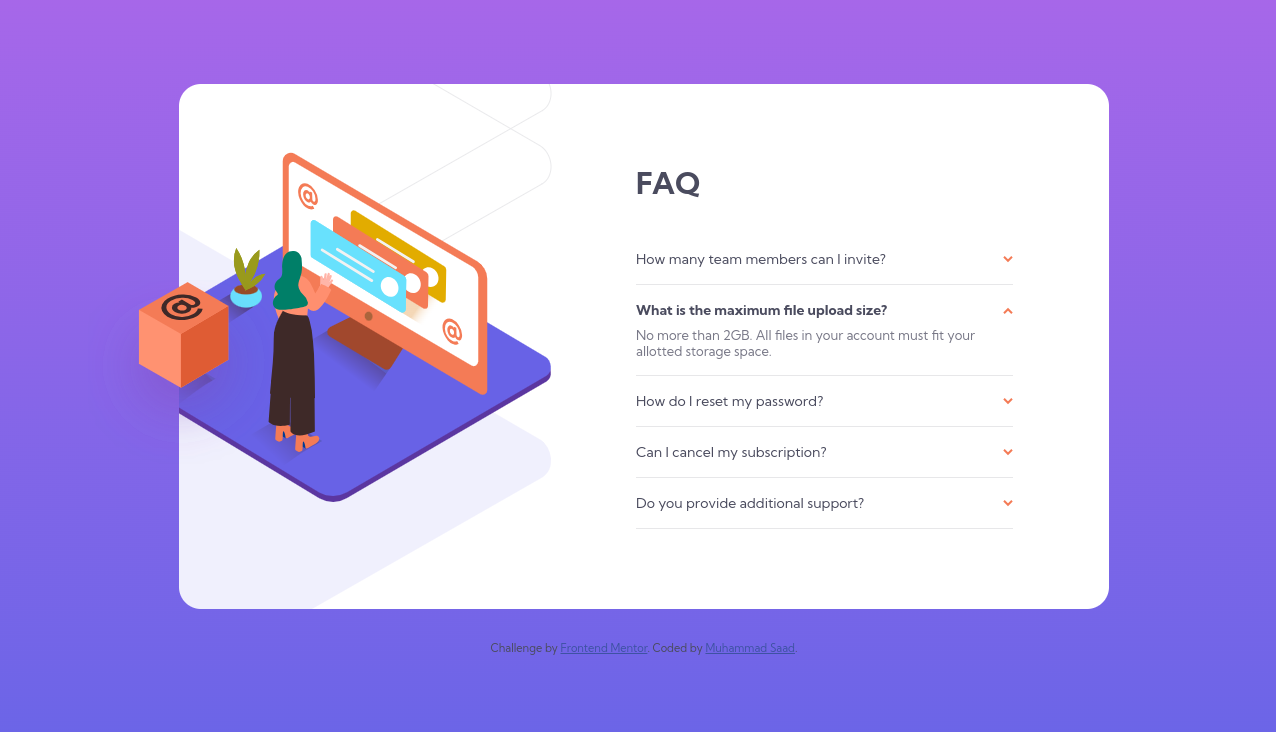 @
@
@
FAQ
How many team members can I invite?
What is the maximum file upload size?
No more than 2GB. All files in your account must fit your
allotted storage space.
How do I reset my password?
Can I cancel my subscription?
Do you provide additional support?
Challenge by Frontend Mentor. Coded by Muhammad Saad.